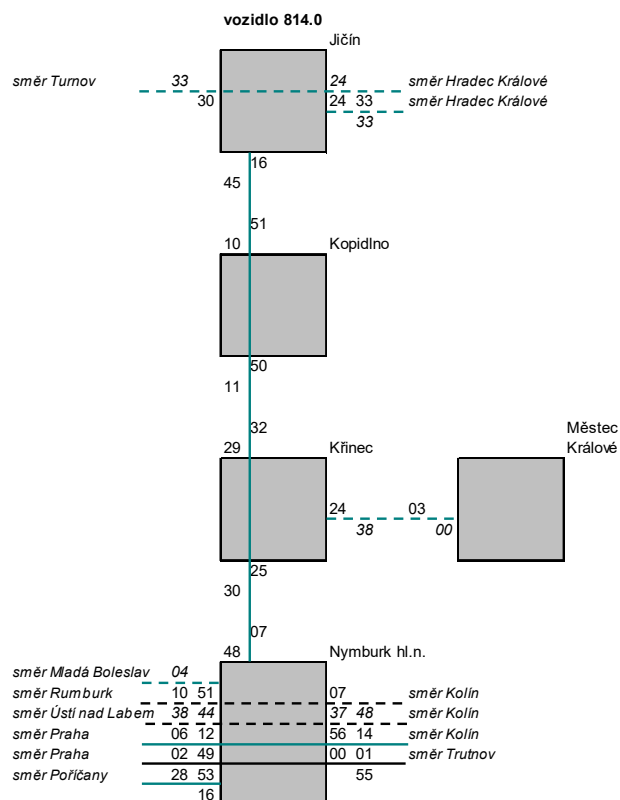 vozidlo 814.0
Jičín
směr Turnov 33 24 směr Hradec Králové
30 24 33 směr Hradec Králové
33
16
45
51
10 Kopidlno
50
11
32 Městec
29 Křinec Králové
24 03
38 00
25
30
07
48 Nymburk hl.n.
směr Mladá Boleslav 04
směr Rumburk 10 51 07 směr Kolín
směr Ústí nad Labem 38 44 37 48 směr Kolín
směr Praha 06 12 56 14 směr Kolín
směr Praha 02 49 00 01 směr Trutnov
směr Poříčany 28 53 55
16